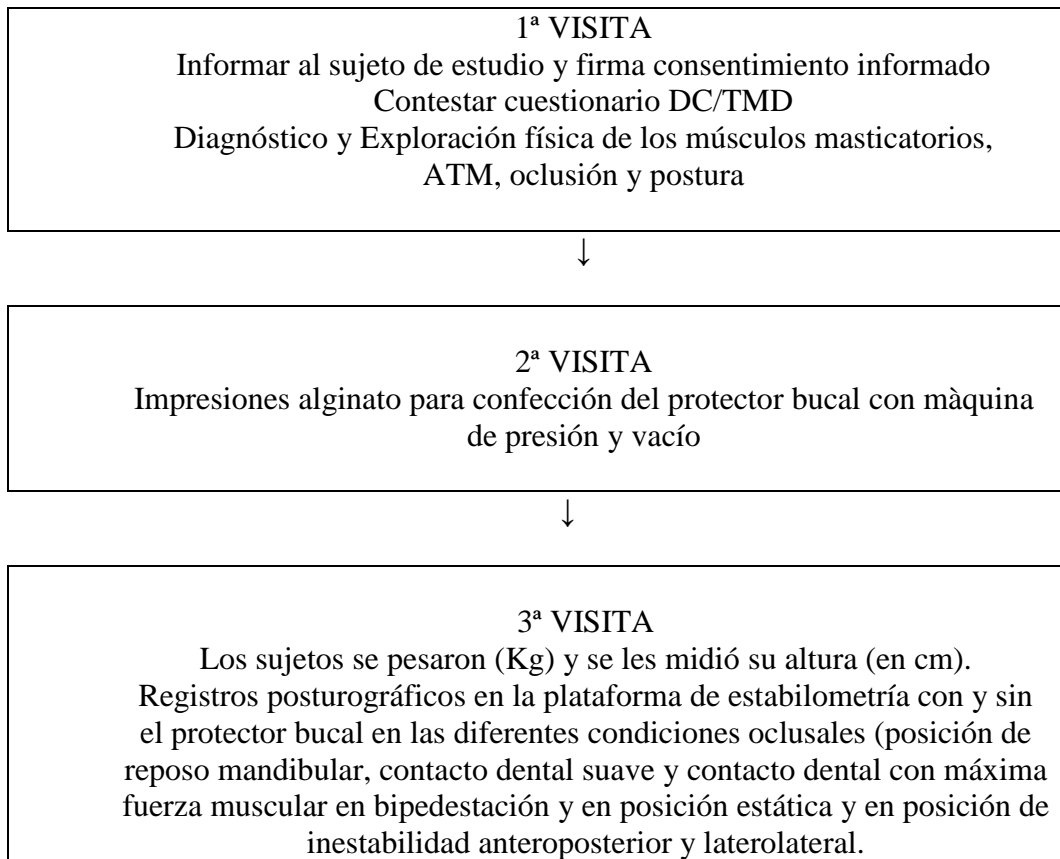 1ª VISITA
Informar al sujeto de estudio y firma consentimiento informado
Contestar cuestionario DC/TMD
Diagnóstico y Exploración física de los músculos masticatorios,
ATM, oclusión y postura
↓
2ª VISITA
Impresiones alginato para confección del protector bucal con màquina
de presión y vacío
↓
3ª VISITA
Los sujetos se pesaron (Kg) y se les midió su altura (en cm).
Registros posturográficos en la plataforma de estabilometría con y sin
el protector bucal en las diferentes condiciones oclusales (posición de
reposo mandibular, contacto dental suave y contacto dental con máxima
fuerza muscular en bipedestación y en posición estática y en posición de
inestabilidad anteroposterior y laterolateral.